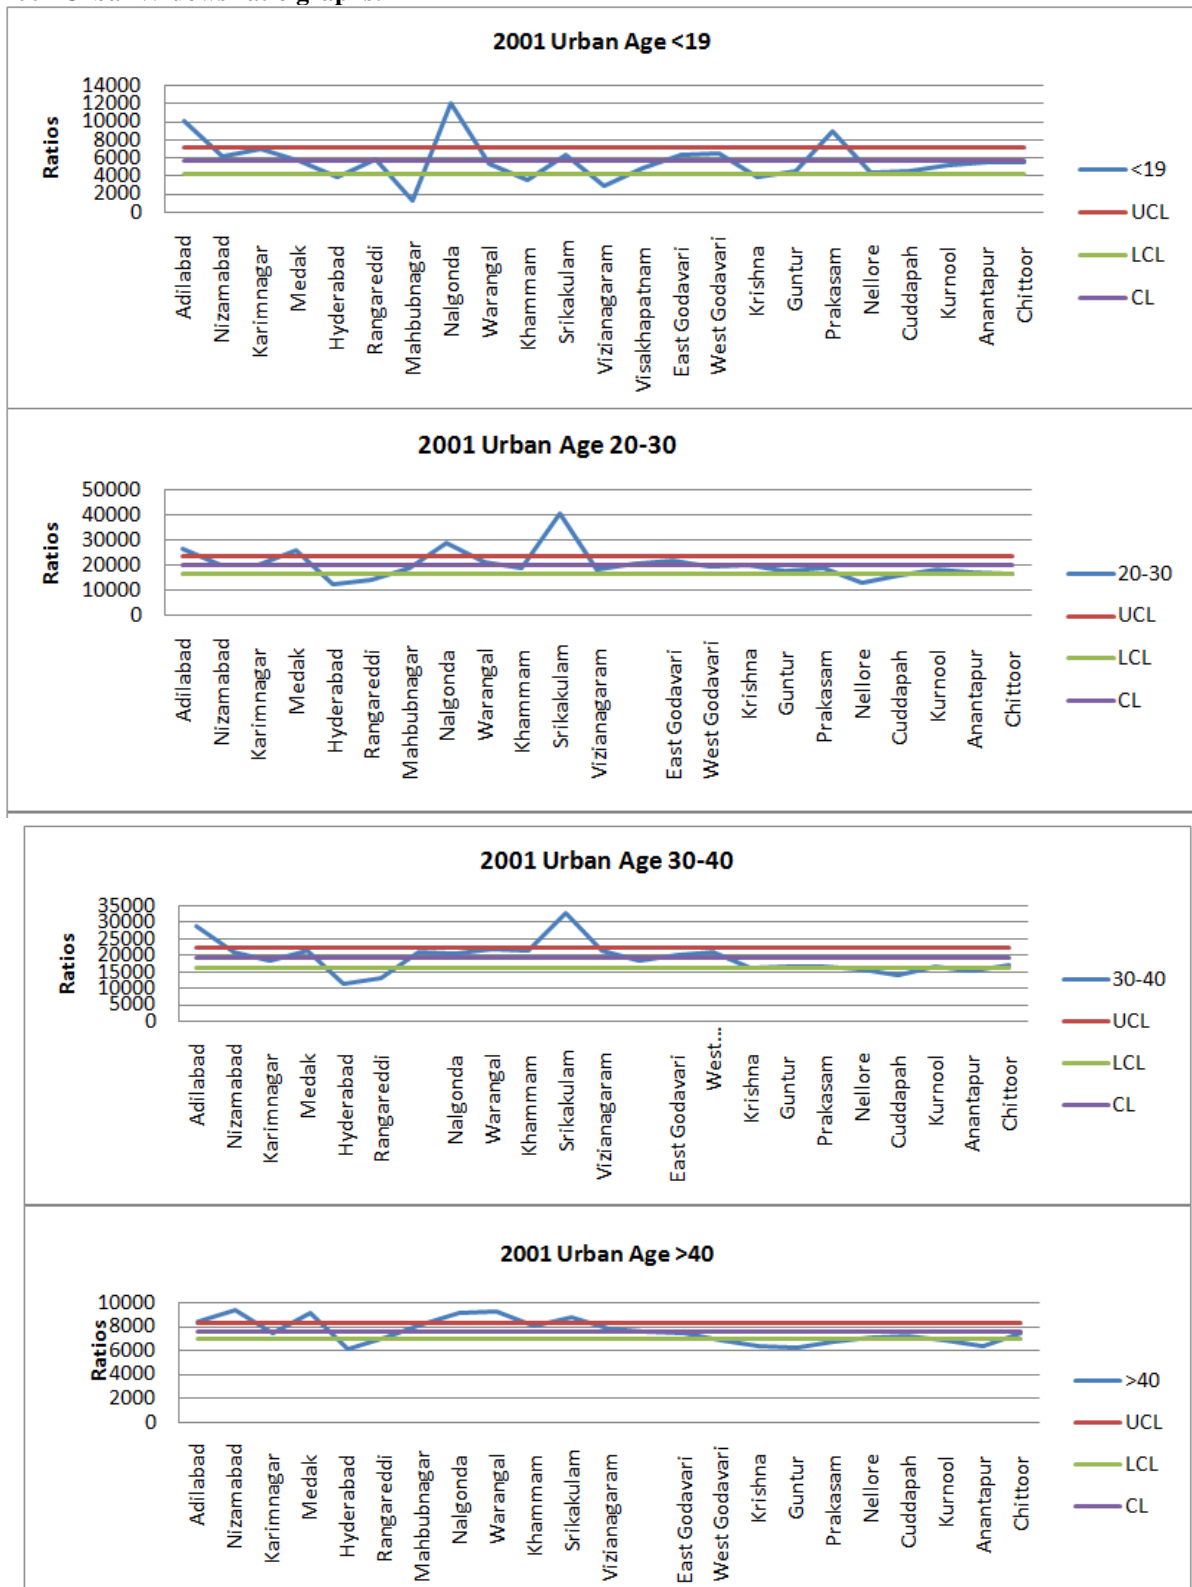 2001 Urban Age <19
14000
12000
10000
8000
6000
4000
2000
0
Ratios
Adilabad
Nizamabad
Karimnagar
Medak
Hyderabad
Rangareddi
Mahbubnagar
Nalgonda
Warangal
Khammam
Srikakulam
Vizianagaram
Visakhapatnam
East Godavari
West Godavari
Krishna
Guntur
Prakasam
Nellore
Cuddapah
Kurnool
Anantapur
Chittoor
<19
UCL
LCL
CL
2001 Urban Age 20-30
50000
40000
30000
20000
10000
0
Ratios
Adilabad
Nizamabad
Karimnagar
Medak
Hyderabad
Rangareddi
Mahbubnagar
Nalgonda
Warangal
Khammam
Srikakulam
Vizianagaram
East Godavari
West Godavari
Krishna
Guntur
Prakasam
Nellore
Cuddapah
Kurnool
Anantapur
Chittoor
20-30
UCL
LCL
CL
2001 Urban Age 30-40
35000
30000
25000
20000
15000
10000
5000
0
Ratios
Adilabad
Nizamabad
Karimnagar
Medak
Hyderabad
Rangareddi
Nalgonda
Warangal
Khammam
Srikakulam
Vizianagaram
East Godavari
West...
Krishna
Guntur
Prakasam
Nellore
Cuddapah
Kurnool
Anantapur
Chittoor
30-40
UCL
LCL
CL
2001 Urban Age >40
10000
8000
6000
4000
2000
0
Ratios
Adilabad
Nizamabad
Karimnagar
Medak
Hyderabad
Rangareddi
Mahbubnagar
Nalgonda
Warangal
Khammam
Srikakulam
Vizianagaram
East Godavari
West Godavari
Krishna
Guntur
Prakasam
Nellore
Cuddapah
Kurnool
Anantapur
Chittoor
>40
UCL
LCL
CL